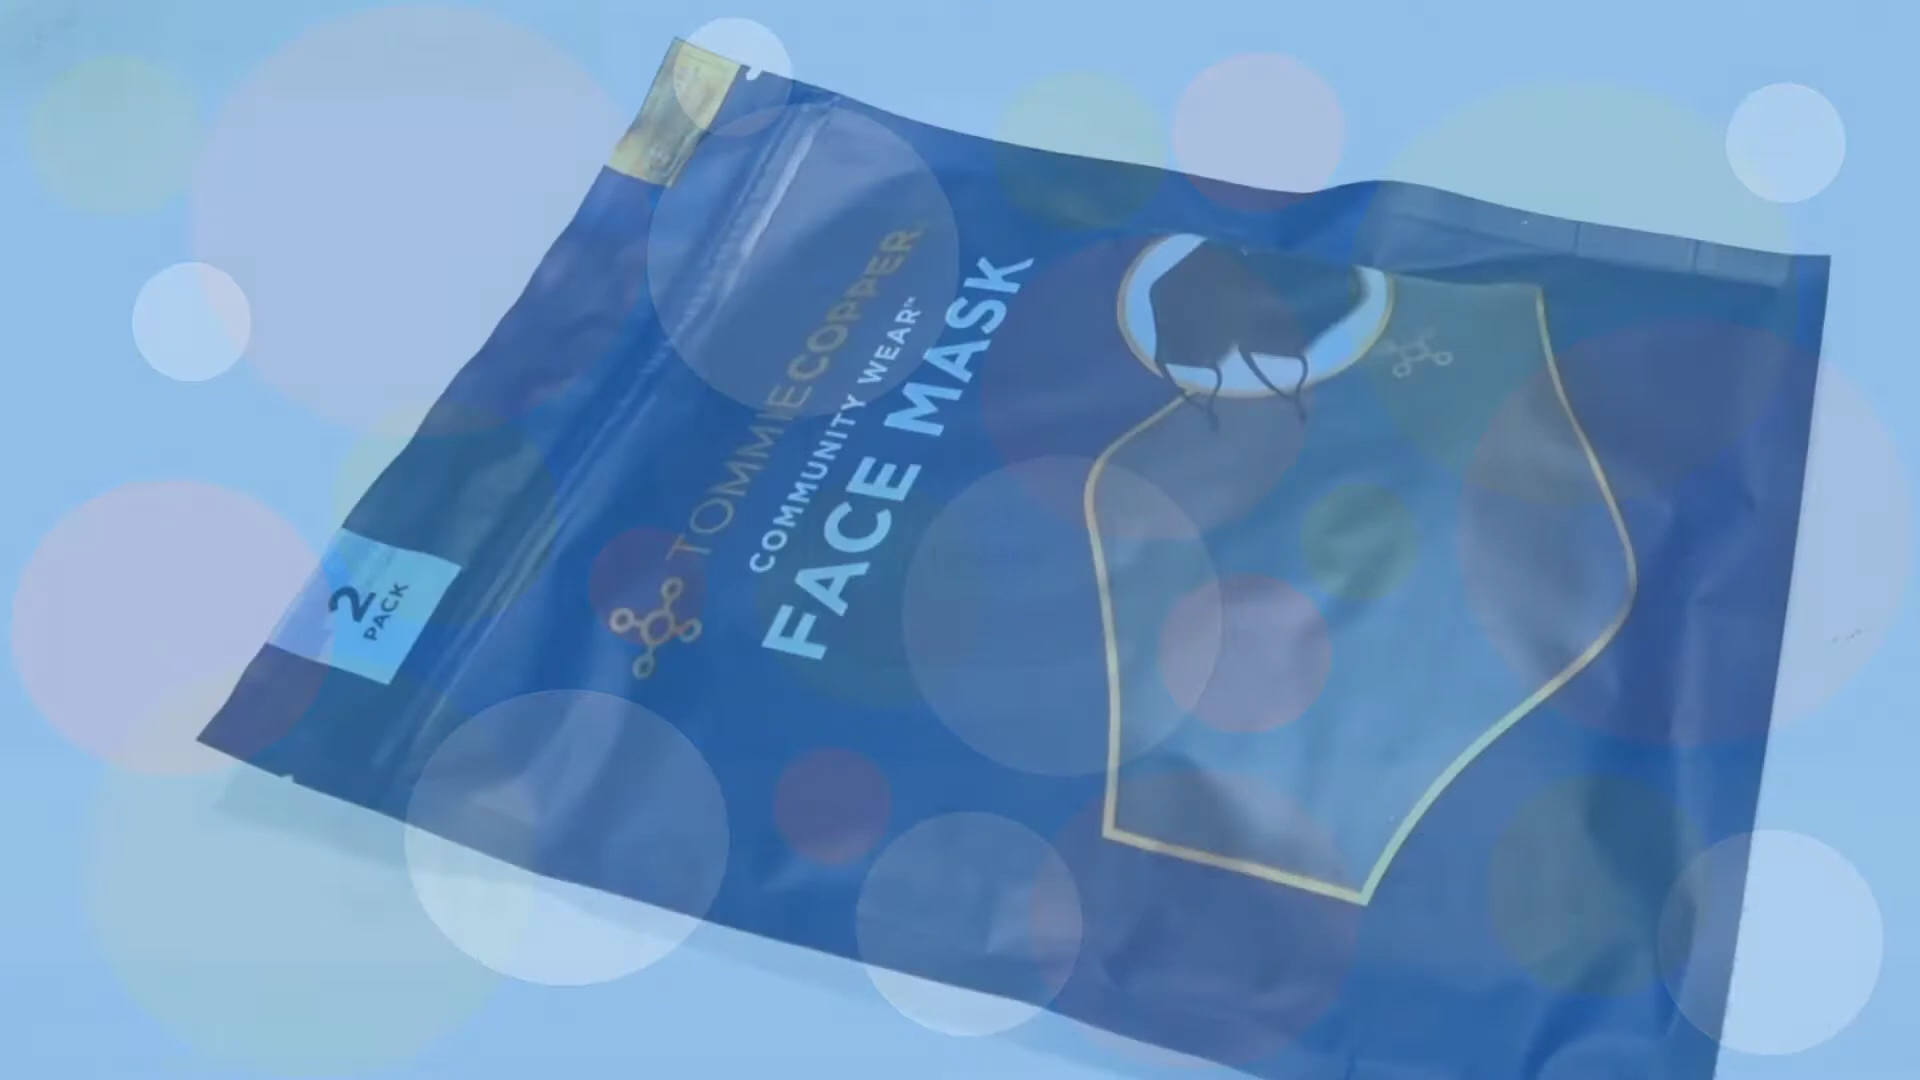 TOMMIECOPPER
COMMUNITY WEAR™
FACE MASK
2
PACK